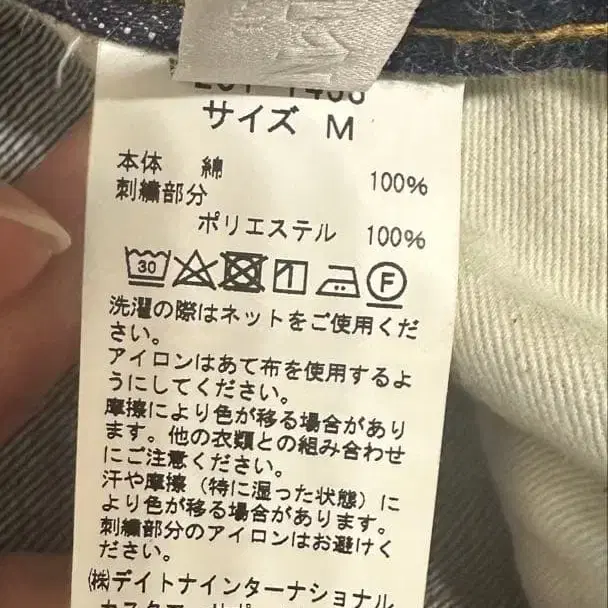 サイズ M
本体 綿 100%
刺繍部分
ポリエステル 100%
30
F
洗濯の際はネットをご使用くだ
さい。
アイロンはあて布を使用するよ
うにしてください。
摩擦により色が移る場合があり
ます。他の衣類との組み合わせ
にご注意ください。
汗や摩擦（特に湿った状態）に
より色が移る場合があります。
刺繍部分のアイロンはお避けく
ださい。
㈱デイトナインターナショナル